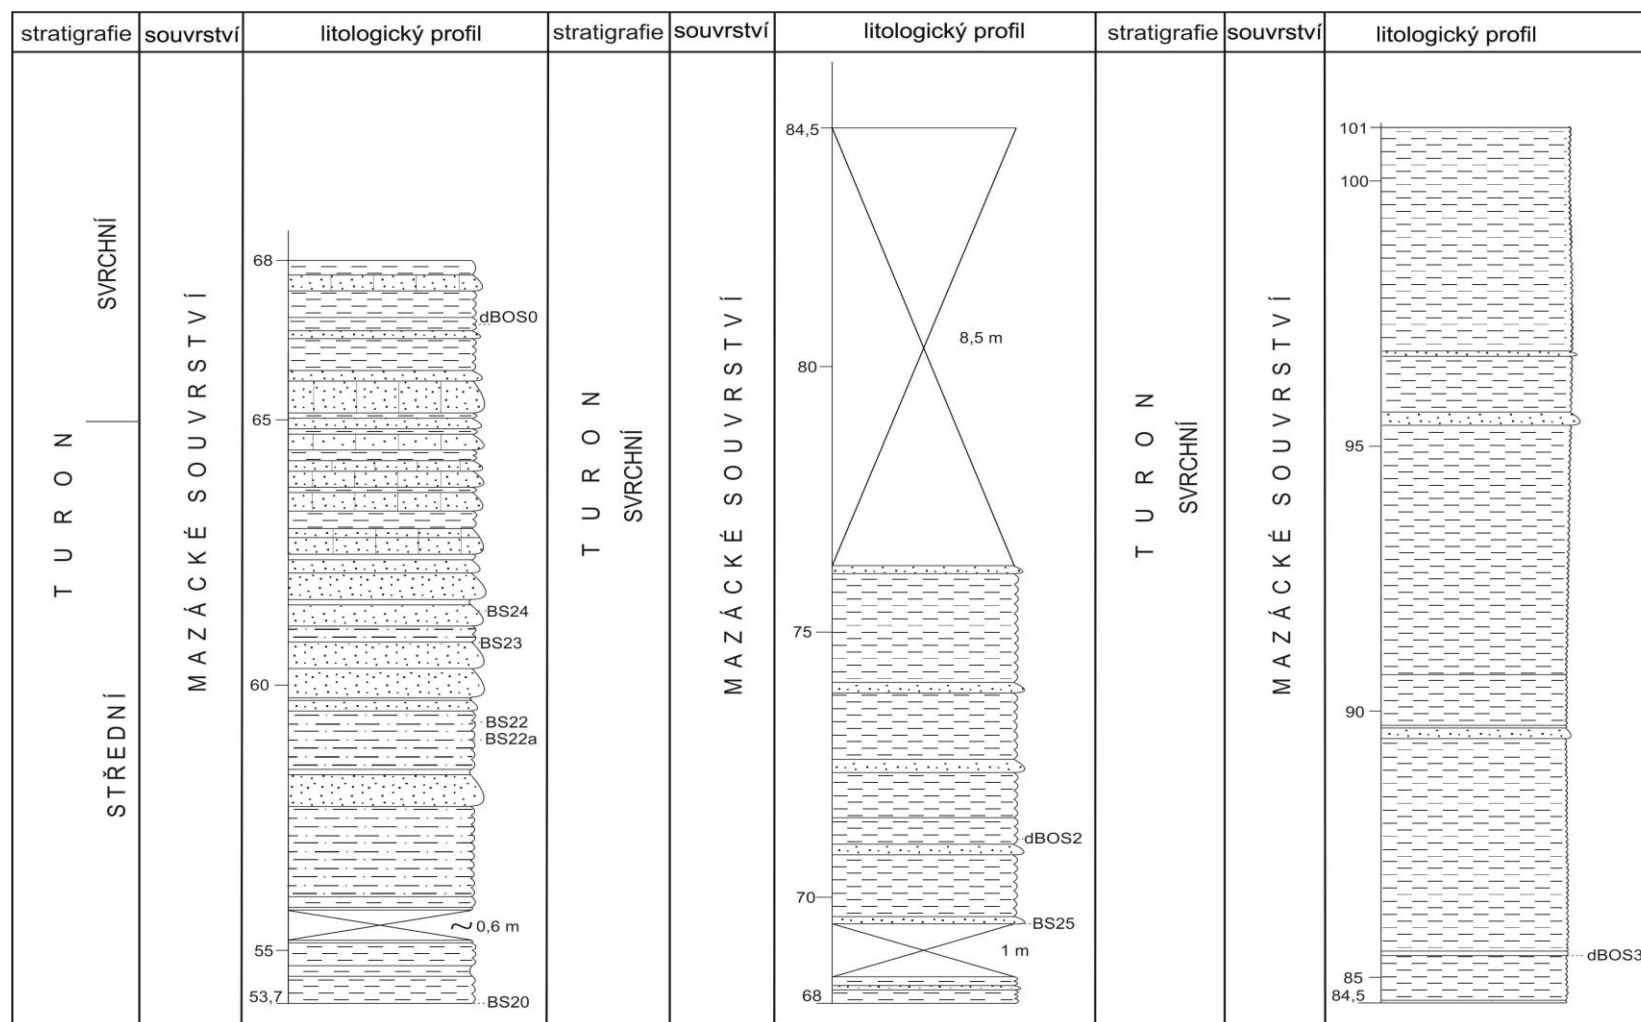 stratigrafie souvrství litologický profil stratigrafie souvrství litologický profil stratigrafie souvrství litologický profil
TURON
SVRCHNÍ
STŘEDNÍ
MAZÁCKÉ SOUVRSTVÍ
68
dBOS0
65
BS24
BS23
60
BS22
BS22a
0,6 m
55
53,7
BS20
TURON
SVRCHNÍ
MAZÁCKÉ SOUVRSTVÍ
84,5
8,5 m
80
75
dBOS2
70
BS25
1 m
68
TURON
SVRCHNÍ
MAZÁCKÉ SOUVRSTVÍ
101
100
95
90
dBOS3
85
84,5